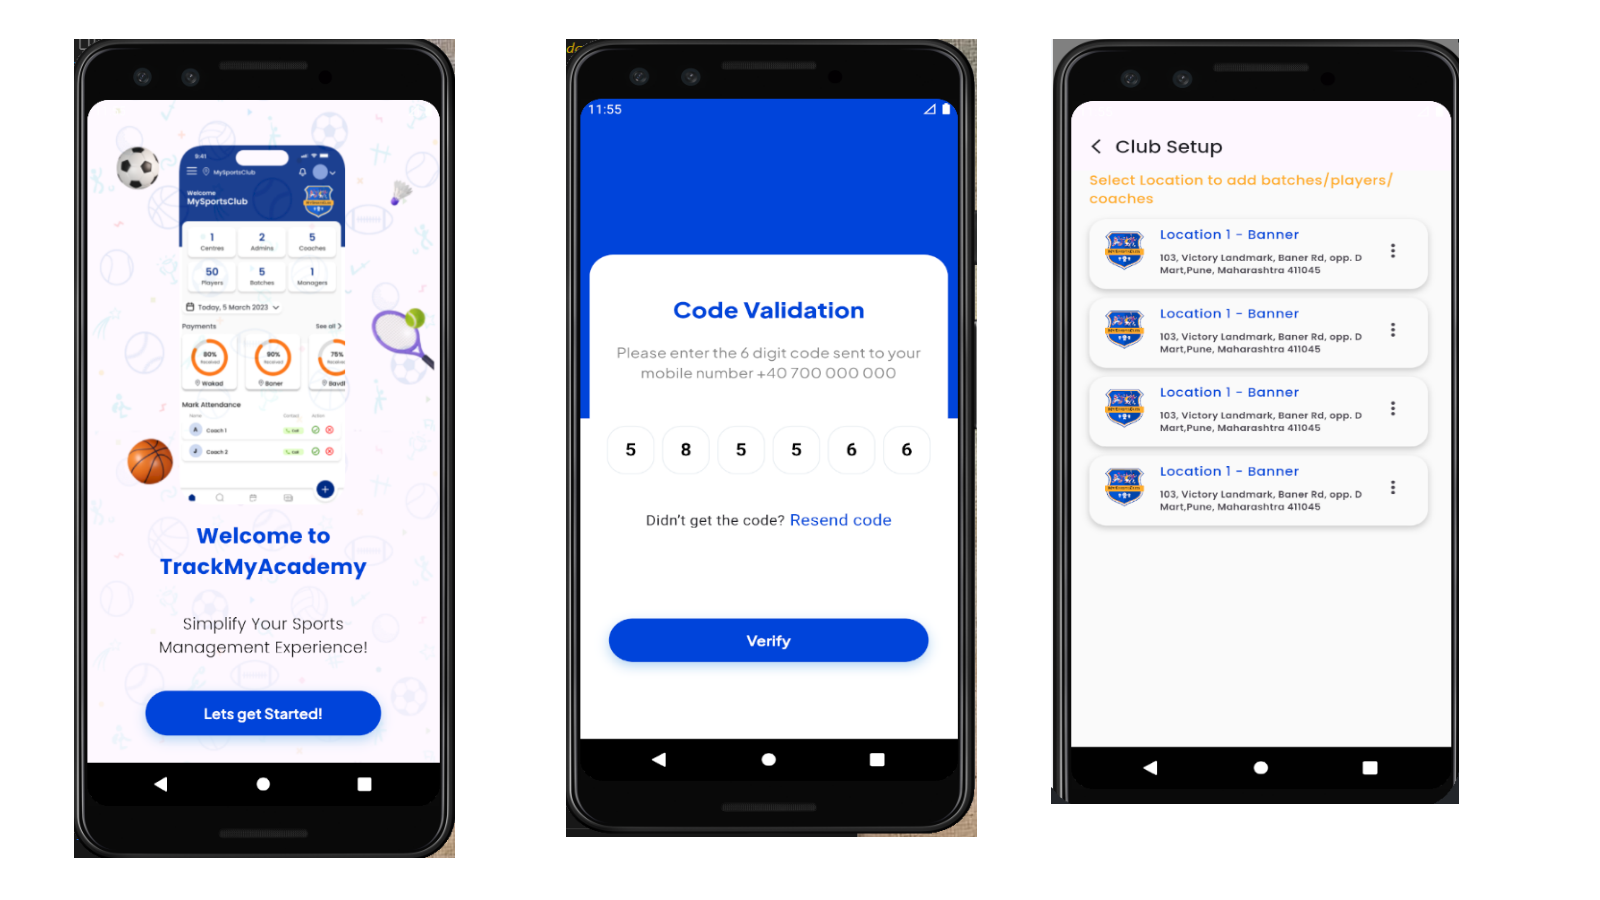 9:41
MySportsClub
Welcome
MySportsClub
1
Centres
2
Admins
5
Coaches
50
Players
5
Batches
1
Managers
Today, 5 March 2023
Payments
See all
80%
Received
90%
Received
75%
Wakad
Baner
Mark Attendance
Name
Contact
Action
A
Coach 1
Call
J
Coach 2
Call
Welcome to
TrackMyAcademy
Simplify Your Sports
Management Experience!
Lets get Started!
11:55
Code Validation
Please enter the 6 digit code sent to your
mobile number +40 700 000 000
5 8 5 5 6 6
Didn't get the code? Resend code
Verify
Club Setup
Select Location to add batches/players/
coaches
Location 1 - Banner
103, Victory Landmark, Baner Rd, opp. D
Mart,Pune, Maharashtra 411045
Location 1 - Banner
103, Victory Landmark, Baner Rd, opp. D
Mart,Pune, Maharashtra 411045
Location 1 - Banner
103, Victory Landmark, Baner Rd, opp. D
Mart,Pune, Maharashtra 411045
Location 1 - Banner
103, Victory Landmark, Baner Rd, opp. D
Mart,Pune, Maharashtra 411045